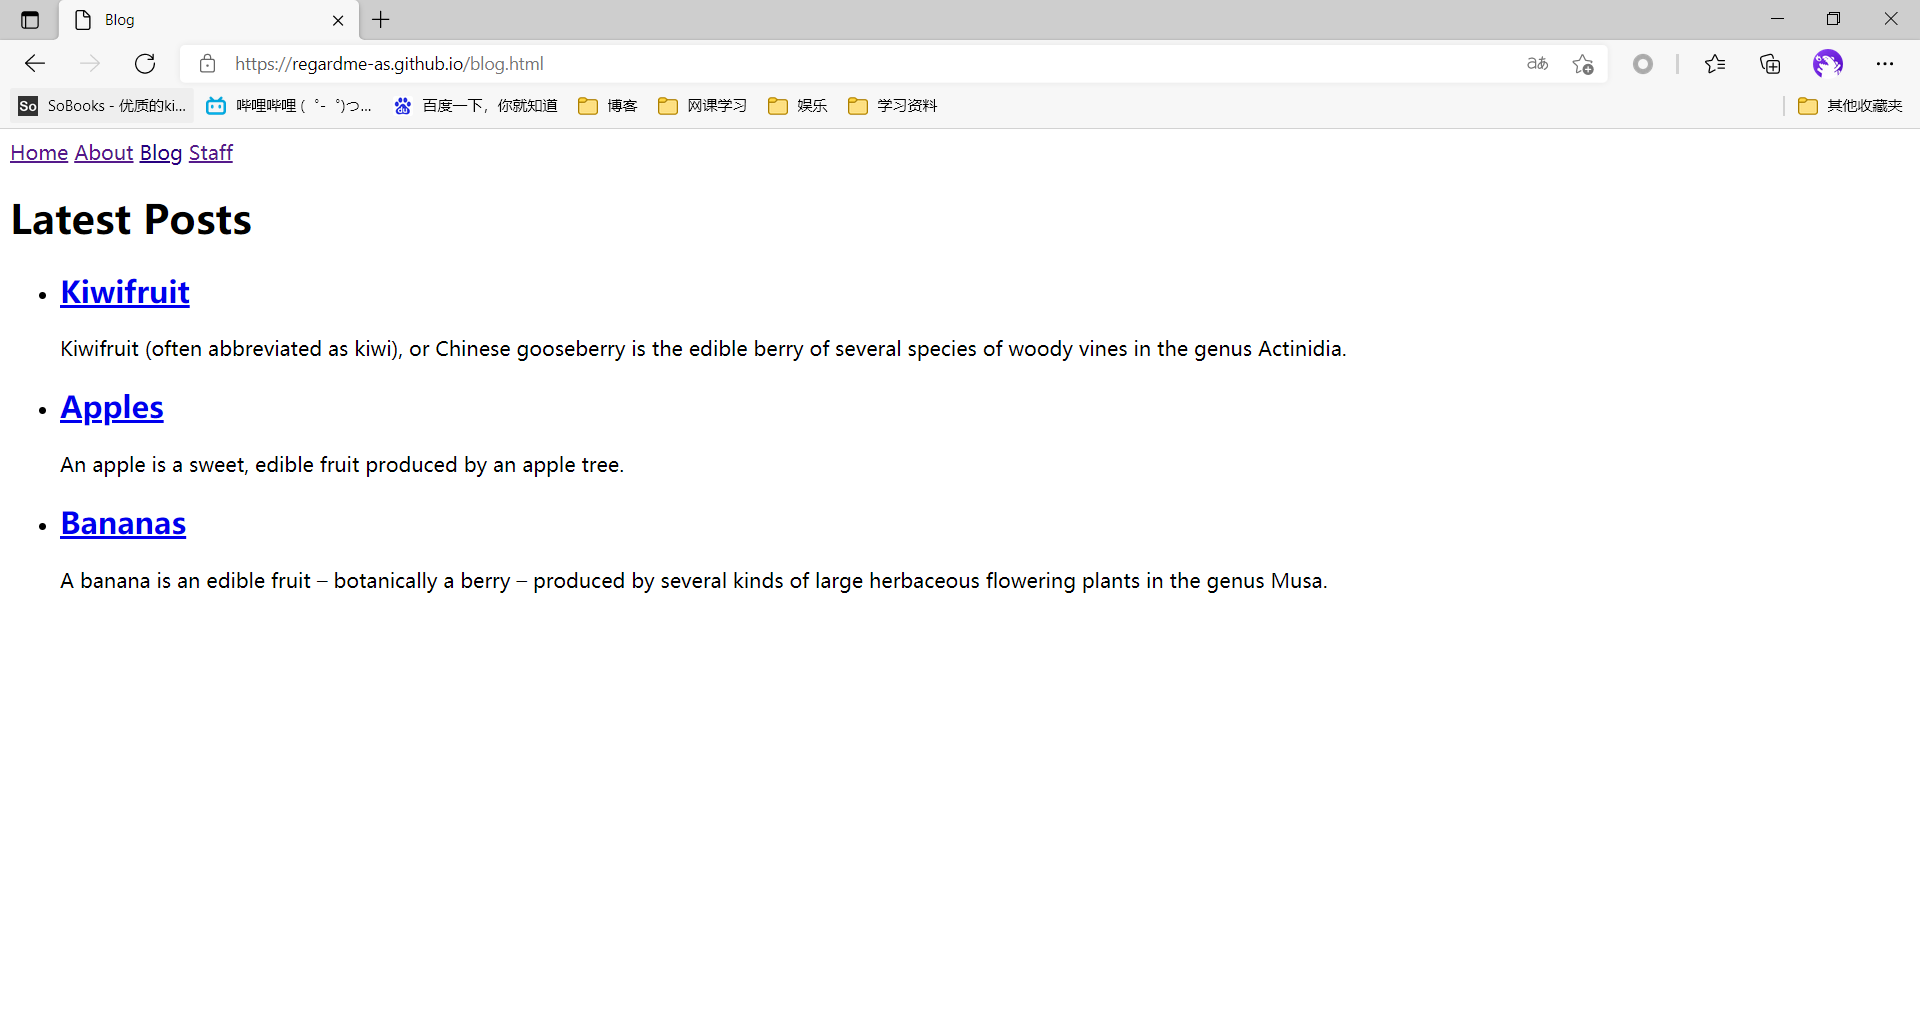 Blog
https://regardme-as.github.io/blog.html
aあ
So SoBooks - 优质的ki... 哔哩哔哩 (゜-゜)つ... 百度一下，你就知道 博客 网课学习 娱乐 学习资料 其他收藏夹
Home About Blog Staff
Latest Posts
• Kiwifruit
Kiwifruit (often abbreviated as kiwi), or Chinese gooseberry is the edible berry of several species of woody vines in the genus Actinidia.
• Apples
An apple is a sweet, edible fruit produced by an apple tree.
• Bananas
A banana is an edible fruit – botanically a berry – produced by several kinds of large herbaceous flowering plants in the genus Musa.